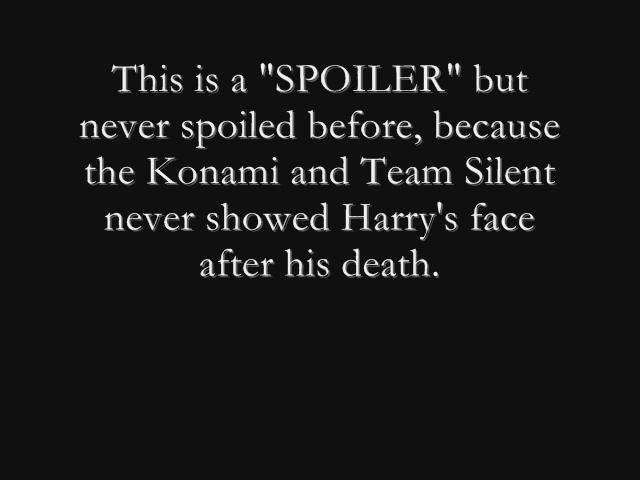 This is a "SPOILER" but
never spoiled before, because
the Konami and Team Silent
never showed Harry's face
after his death.